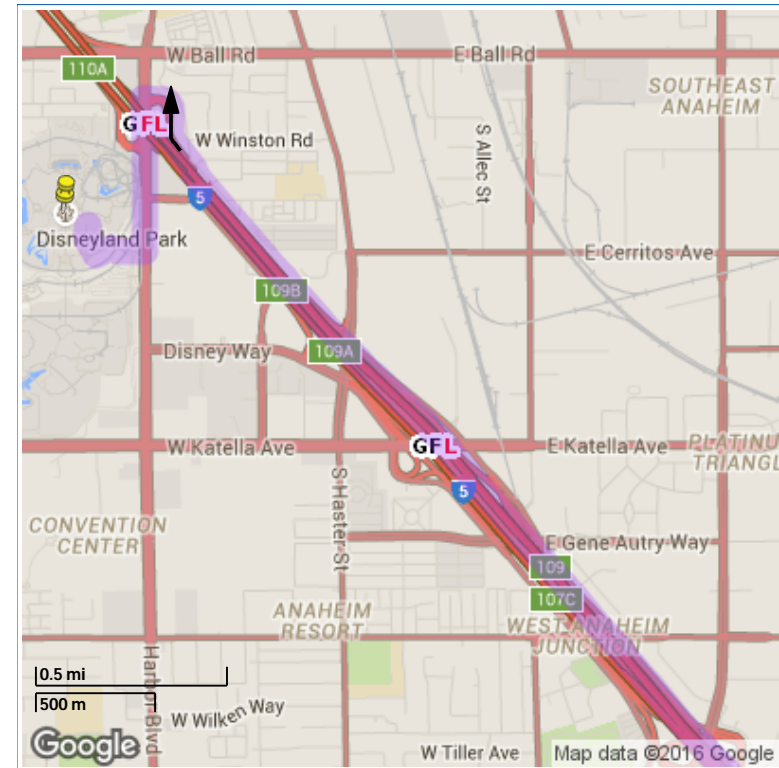 W Ball Rd
E Ball Rd
110A
SOUTHEAST
ANAHEIM
GFL
W Winston Rd
S Allec St
5
Disneyland Park
E Cerritos Ave
109B
Disney Way
109A
W Katella Ave
GFL
E Katella Ave
PLATINU
TRIANGL
S Haster St
5
CONVENTION
CENTER
E Gene Autry Way
109
107C
ANAHEIM
RESORT
WEST ANAHEIM
JUNCTION
Harbor Blvd
0.5 mi
500 m
W Wilken Way
Google
W Tiller Ave
Map data ©2016 Google